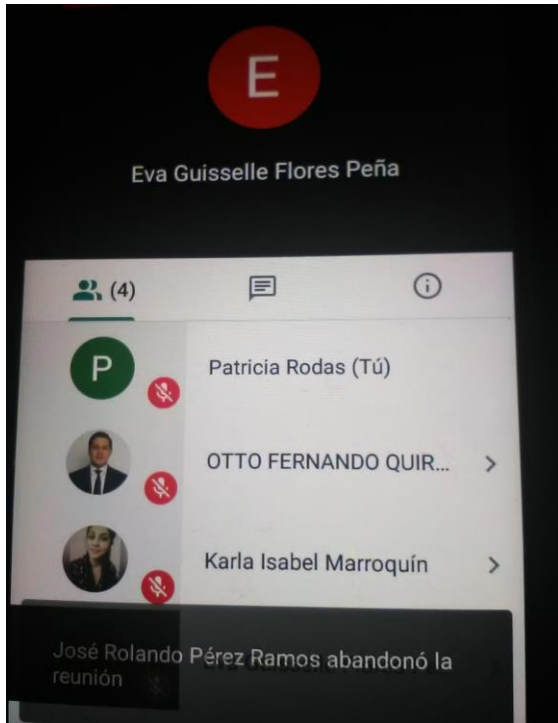 E
Eva Guisselle Flores Peña
(4)
P
Patricia Rodas (Tú)
OTTO FERNANDO QUIR...
Karla Isabel Marroquín
José Rolando Pérez Ramos abandonó la
reunión